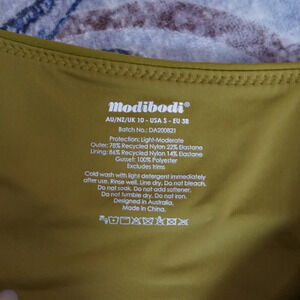 modibodi®
AU/NZ/UK 10 - USA S - EU 38
Batch No.: DA200821
Protection: Light-Moderate
Outer: 78% Recycled Nylon 22% Elastane
Lining: 86% Recycled Nylon 14% Elastane
Gusset: 100% Polyester
Excludes trims
Cold wash with light detergent immediately
after use. Rinse well. Line dry. Do not bleach.
Do not soak. Do not add softener.
Do not tumble dry. Do not iron.
Designed in Australia.
Made in China.